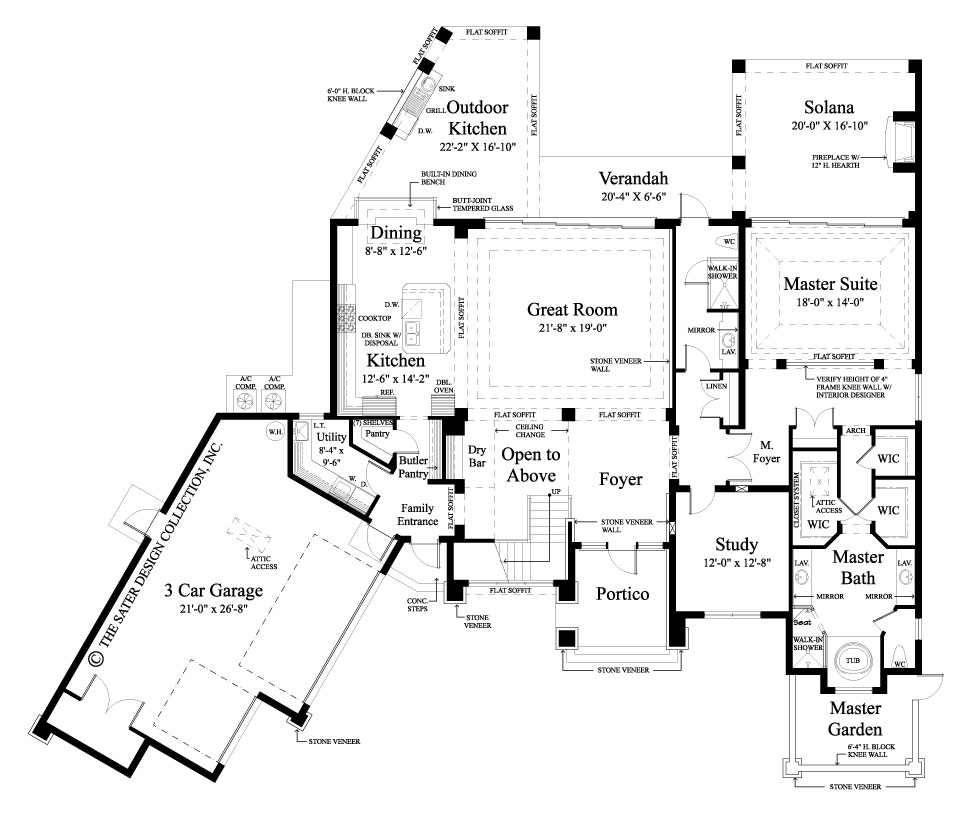 FLAT SOFFIT
FLAT SOFFIT
FLAT SOFFIT
6'-0" H. BLOCK
KNEE WALL
SINK
GRILL
D.W.
Outdoor
Kitchen
22'-2" X 16'-10"
FLAT SOFFIT
FLAT SOFFIT
FLAT SOFFIT
FLAT SOFFIT
Solana
20'-0" X 16'-10"
FIREPLACE W/
12" H. HEARTH
BUILT-IN DINING
BENCH
BUTT-JOINT
TEMPERED GLASS
Verandah
20'-4" X 6'-6"
Dining
8'-8" x 12'-6"
WC
WALK-IN
SHOWER
Master Suite
18'-0" x 14'-0"
D.W.
COOKTOP
DB. SINK W/
DISPOSAL
FLAT SOFFIT
Great Room
21'-8" x 19'-0"
MIRROR
LAV.
STONE VENEER
WALL
Kitchen
12'-6" x 14'-2"
REF.
DBL.
OVEN
FLAT SOFFIT
LINEN
VERIFY HEIGHT OF 4"
FRAME KNEE WALL W/
INTERIOR DESIGNER
A/C
COMP.
A/C
COMP.
FLAT SOFFIT
FLAT SOFFIT
CEILING
CHANGE
W.H.
L.T.
Utility
8'-4"
x
9'-6"
W.
D.
(7) SHELVES
Pantry
Butler
Pantry
Dry
Bar
Open to
Above
UP
Foyer
FLAT SOFFIT
M.
Foyer
ARCH
WIC
WIC
WIC
CLOSET SYSTEM
ATTIC
ACCESS
Family
Entrance
FLAT SOFFIT
STONE VENEER
WALL
Study
12'-0" x 12'-8"
Master
Bath
LAV.
LAV.
MIRROR
MIRROR
© THE SATER DESIGN COLLECTION, INC.
ATTIC
ACCESS
3 Car Garage
21'-0" x 26'-8"
CONC.
STEPS
FLAT SOFFIT
STONE
VENEER
Portico
STONE VENEER
Seat
WALK-IN
SHOWER
TUB
WC
Master
Garden
6'-4" H. BLOCK
KNEE WALL
STONE VENEER
STONE VENEER